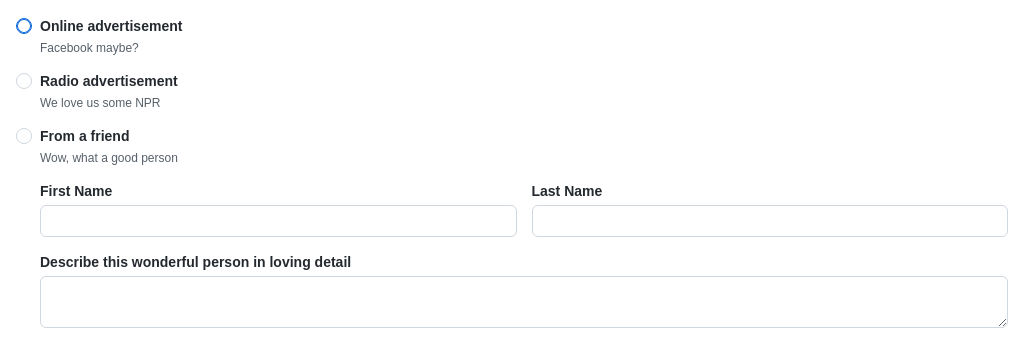 Online advertisement
Facebook maybe?
Radio advertisement
We love us some NPR
From a friend
Wow, what a good person
First Name
Last Name
Describe this wonderful person in loving detail